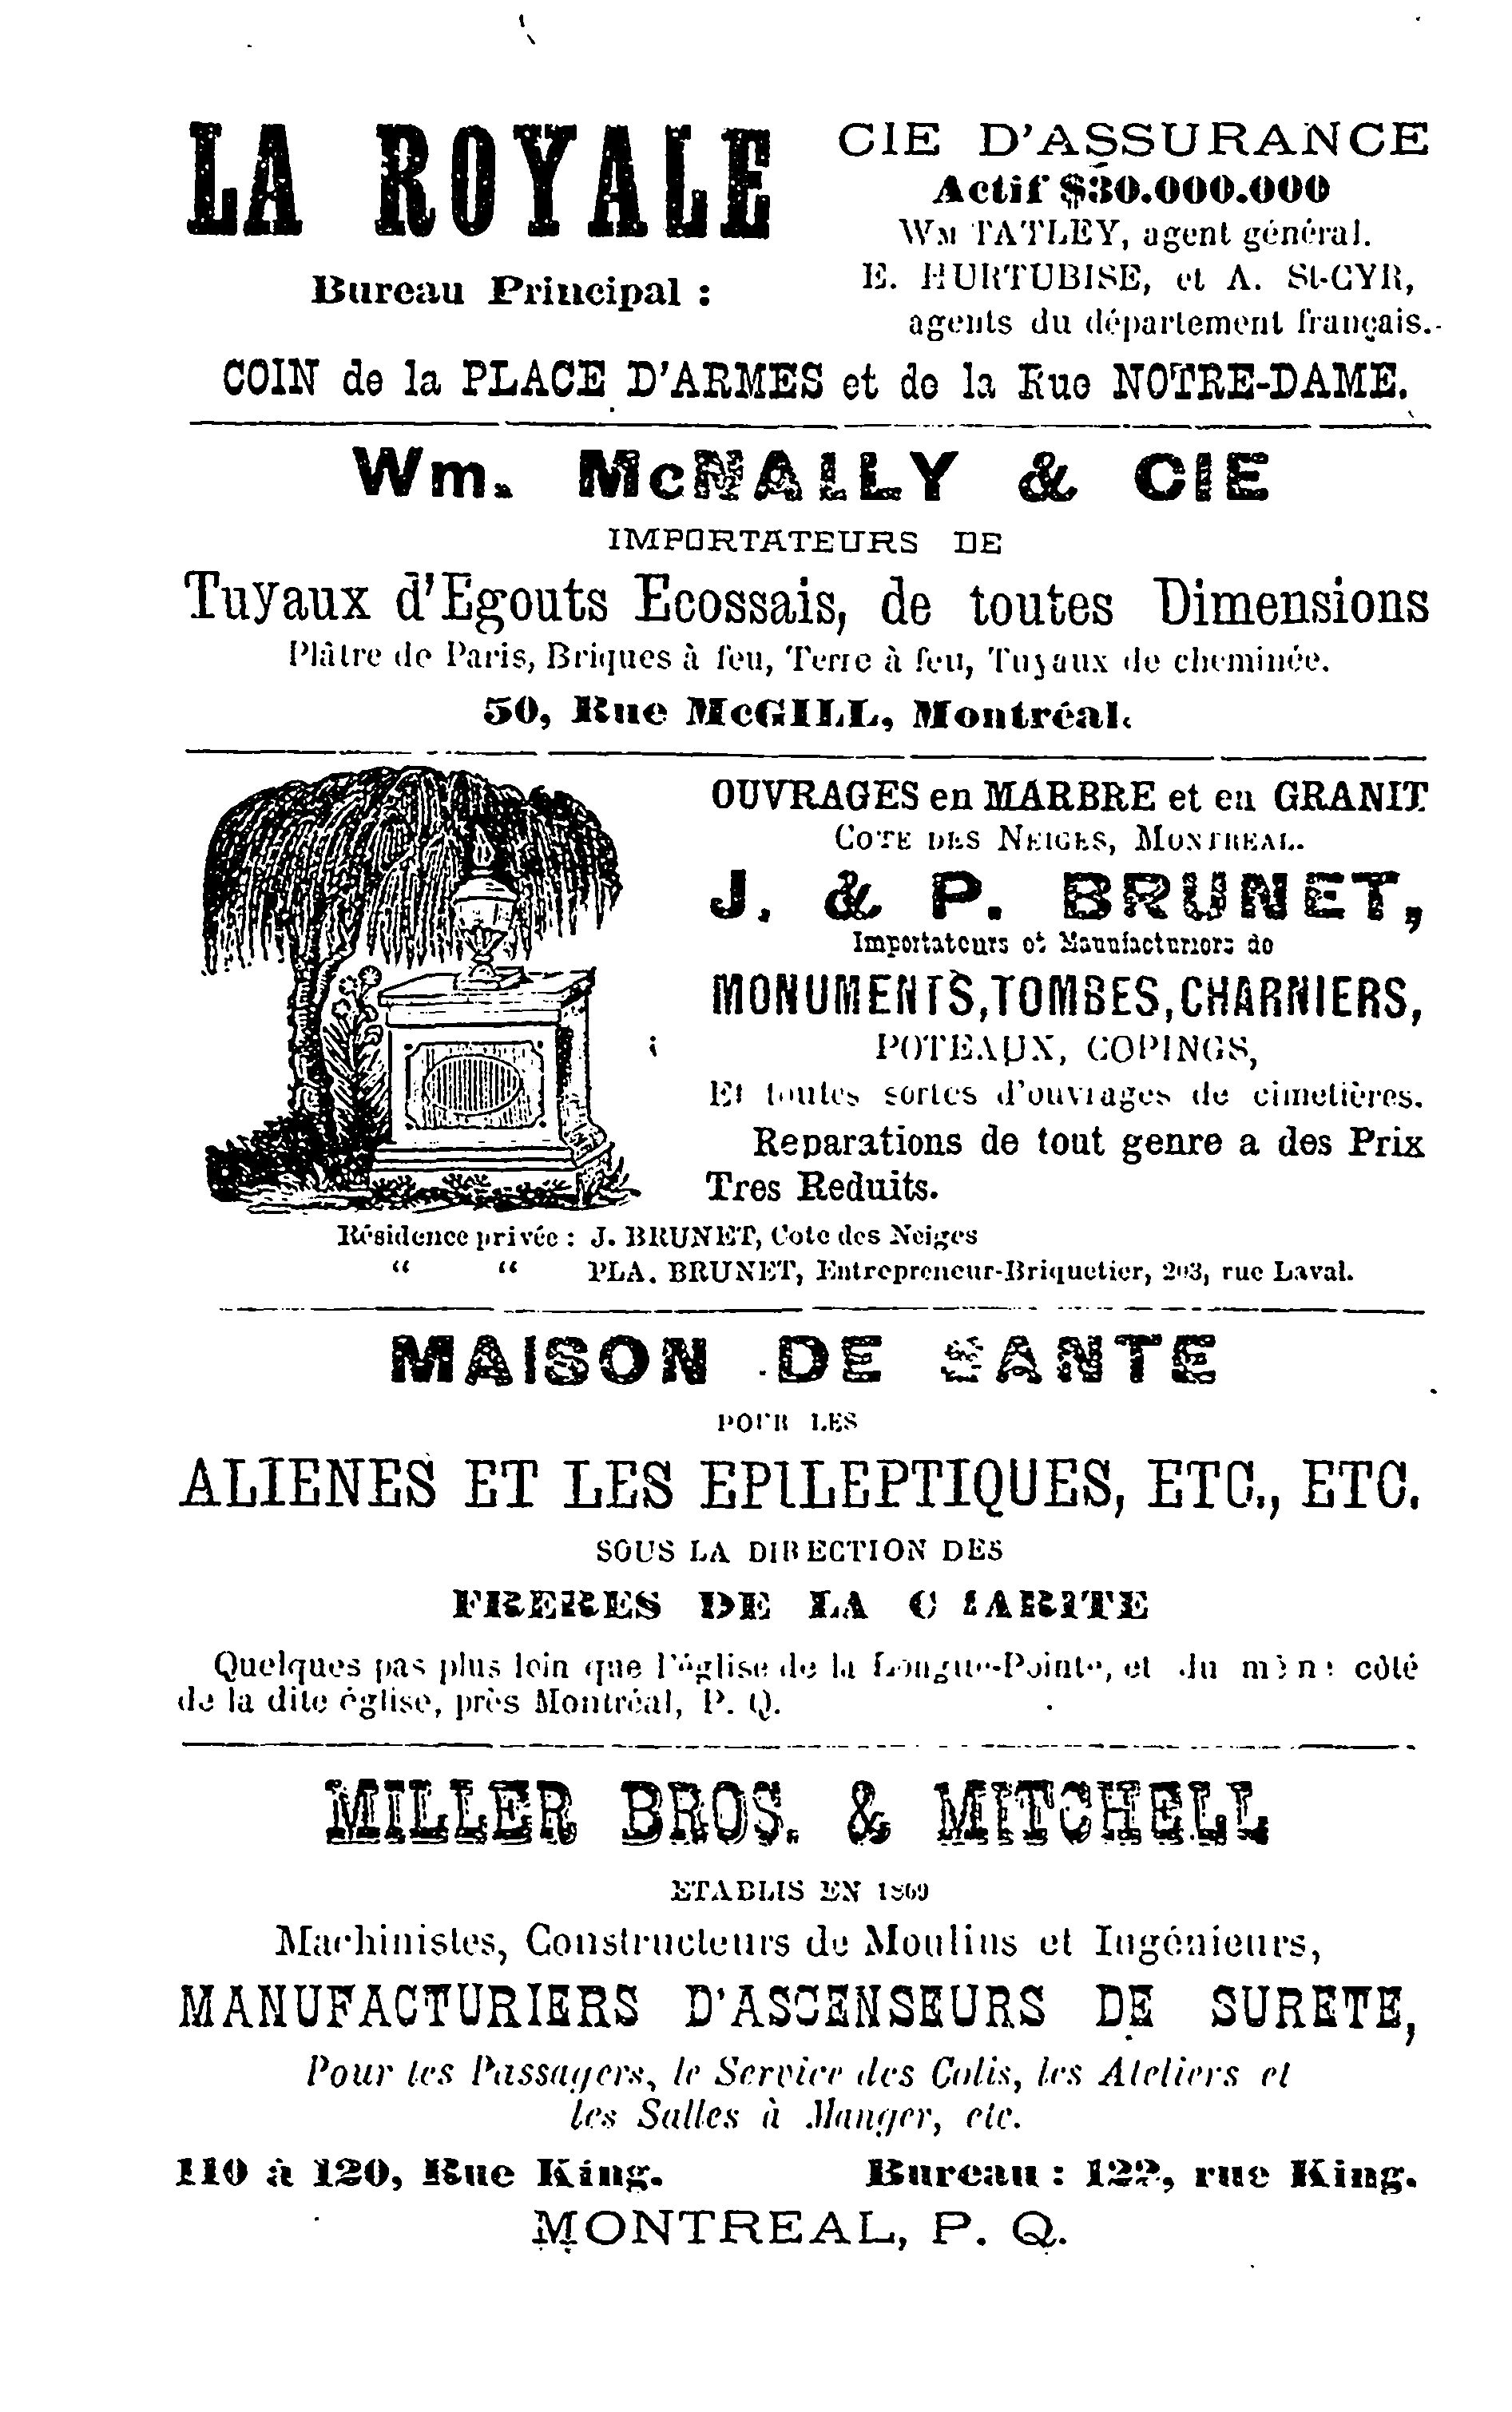 LA ROYALE
CIE D'ASSURANCE
Actif $30.000.000
WM TATLEY, agent général.
Bureau Principal :
E. HURTUBISE, et A. St-CYR,
agents du département français.
COIN de la PLACE D'ARMES et de la Rue NOTRE-DAME.
Wm. McNALLY & CIE
IMPORTATEURS DE
Tuyaux d'Egouts Ecossais, de toutes Dimensions
Plâtre de Paris, Briques à feu, Terre à feu, Tuyaux de cheminée.
50, Rue McGILL, Montréal.
OUVRAGES en MARBRE et en GRANIT
COTE DES NEIGES, MONTREAL.
J. & P. BRUNET,
Importateurs et Manufacturiers de
MONUMENTS, TOMBES, CHARNIERS,
POTEAUX, COPINGS,
Et toutes sortes d'ouvrages de cimetières.
Reparations de tout genre a des Prix
Tres Reduits.
Résidence privée : J. BRUNET, Cote des Neiges
“ “ PLA. BRUNET, Entrepreneur-Briquetier, 203, rue Laval.
MAISON DE SANTE
POUR LES
ALIENES ET LES EPILEPTIQUES, ETC., ETC.
SOUS LA DIRECTION DES
FRERES DE LA CHARITE
Quelques pas plus loin que l'église de la Longue-Pointe, et du même côté
de la dite église, près Montréal, P. Q.
MILLER BROS. & MITCHELL
ETABLIS EN 1869
Machinistes, Constructeurs de Moulins et Ingénieurs,
MANUFACTURIERS D'ASCENSEURS DE SURETE,
Pour les Passagers, le Service des Colis, les Ateliers et
les Salles à Manger, etc.
110 à 120, Rue King. Bureau : 122, rue King.
MONTREAL, P. Q.